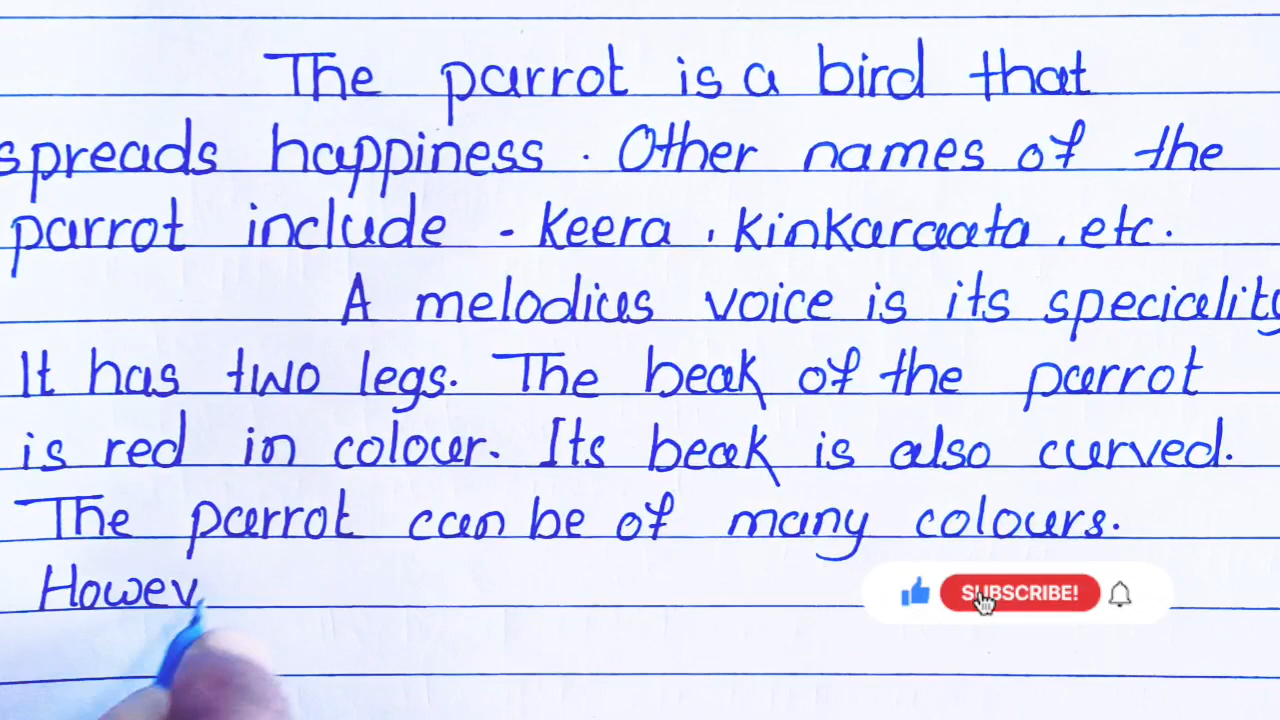 The parrot is a bird that
spreads happiness. Other names of the
parrot include - Keera, Kinkaraata, etc.
A melodius voice is its speciality
It has two legs. The beak of the parrot
is red in colour. Its beak is also curved.
The parrot can be of many colours.
Howev
SUBSCRIBE!